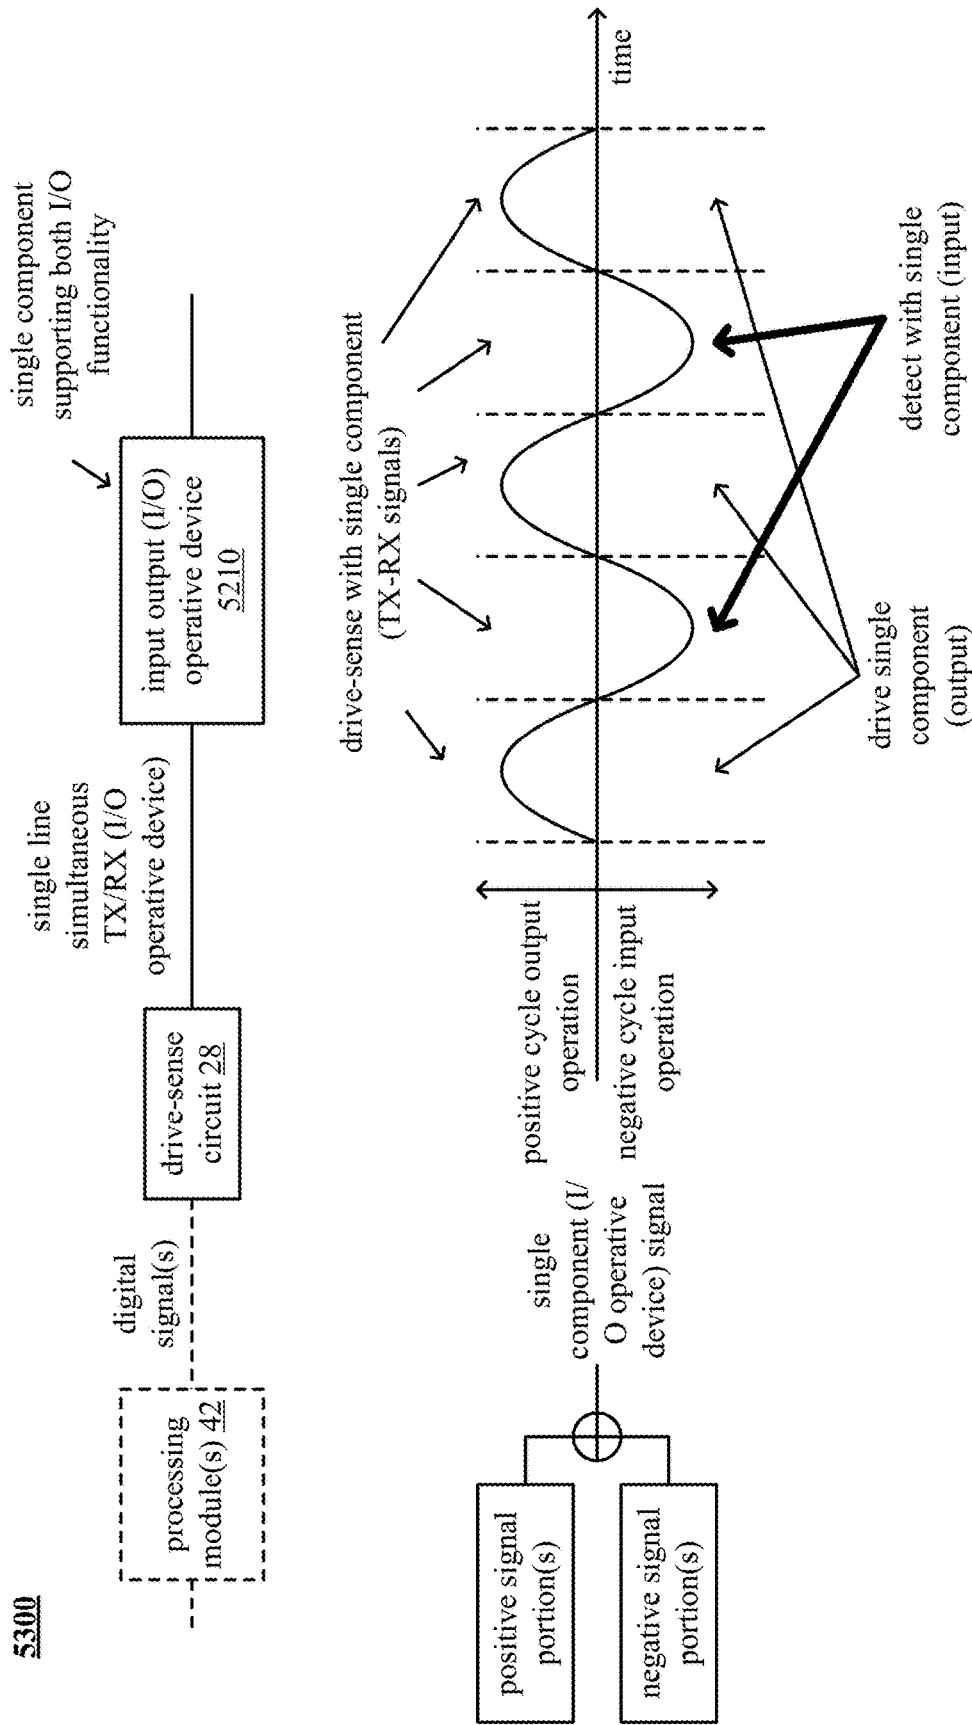 5300
processing
module(s) 42
digital
signal(s)
drive-sense
circuit 28
single line
simultaneous
TX/RX (I/O
operative device)
input output (I/O)
operative device
5210
single component
supporting both I/O
functionality
positive signal
portion(s)
negative signal
portion(s)
single
component (I/
O operative
device) signal
positive cycle output
operation
negative cycle input
operation
drive-sense with single component
(TX-RX signals)
time
drive single
component
(output)
detect with single
component (input)